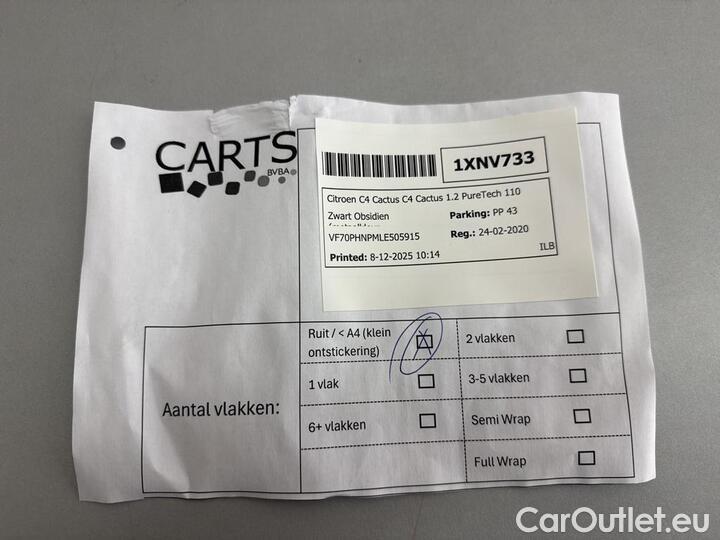 CARTS
BVBA
1XNV733
Citroen C4 Cactus C4 Cactus 1.2 PureTech 110
Zwart Obsidien
Parking: PP 43
VF70PHNPMLE505915
Reg.: 24-02-2020
Printed: 8-12-2025 10:14
ILB
Aantal vlakken:
Ruit / < A4 (klein
ontstickering)
X
2 vlakken
1 vlak
3-5 vlakken
6+ vlakken
Semi Wrap
Full Wrap
CarOutlet.eu